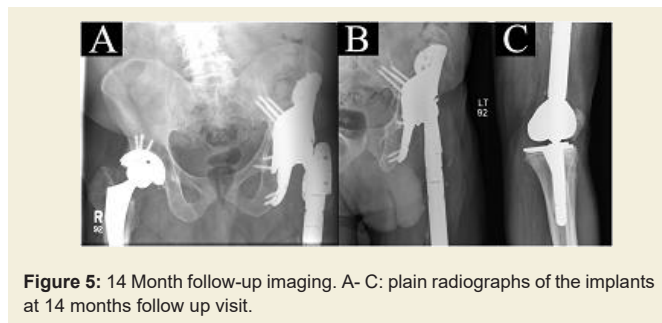 A
B
C
R
92
LT
92
Figure 5: 14 Month follow-up imaging. A- C: plain radiographs of the implants
at 14 months follow up visit.